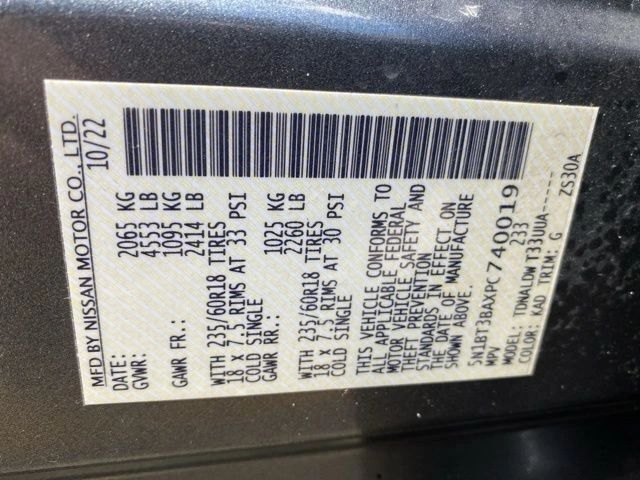 MFD BY NISSAN MOTOR CO., LTD.
DATE: 10/22
GVWR: 2065 KG
4553 LB
GAWR FR.: 1095 KG
2414 LB
WITH 235/60R18 TIRES
18 x 7.5 RIMS AT 33 PSI
COLD SINGLE
GAWR RR.: 1025 KG
2260 LB
WITH 235/60R18 TIRES
18 x 7.5 RIMS AT 30 PSI
COLD SINGLE
THIS VEHICLE CONFORMS TO
ALL APPLICABLE FEDERAL
MOTOR VEHICLE SAFETY AND
THEFT PREVENTION
STANDARDS IN EFFECT ON
THE DATE OF MANUFACTURE
SHOWN ABOVE.
5N1BT3BAXPC740019
MPV 233
MODEL: TDNALDWT33UUA-----
COLOR: KAD TRIM: G ZS30A